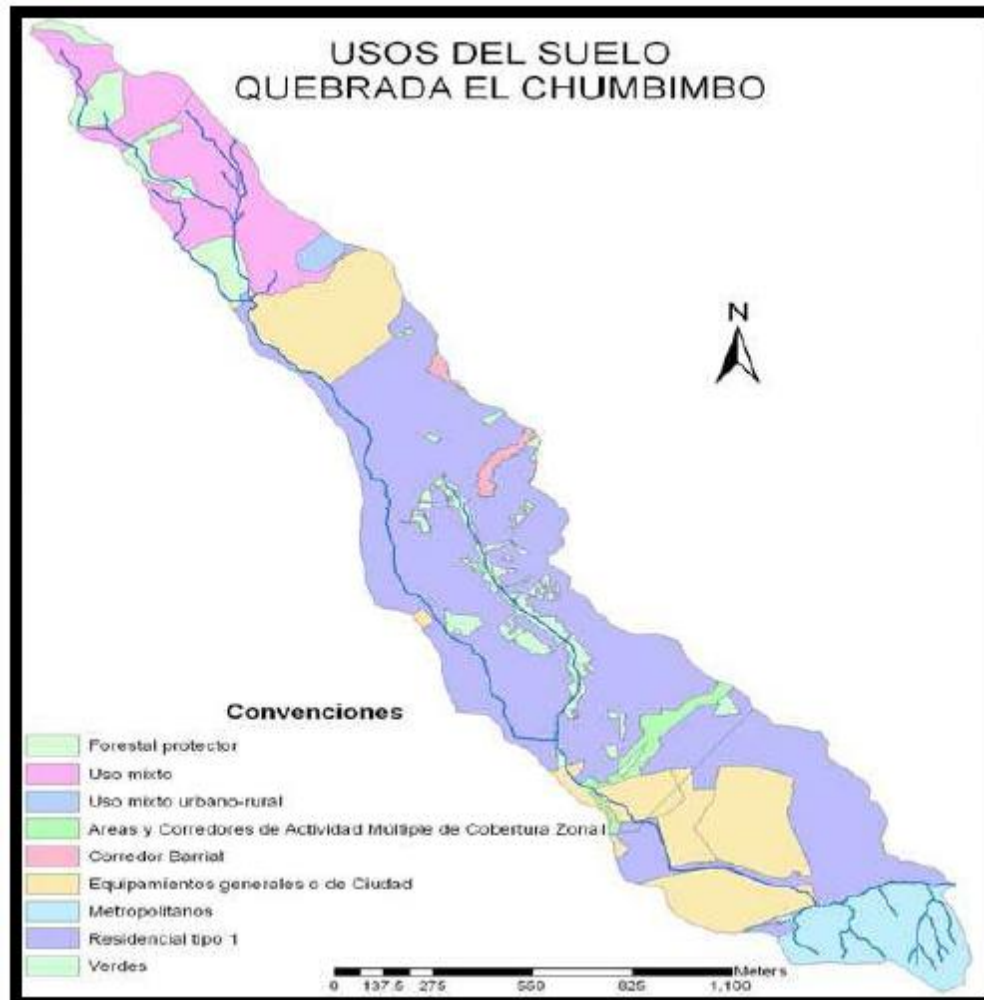 USOS DEL SUELO
QUEBRADA EL CHUMBIMBO
N
Convenciones
Forestal protector
Uso mixto
Uso mixto urbano-rural
Areas y Corredores de Actividad Múltiple de Cobertura Zonal
Corredor Barrial
Equipamientos generales o de Ciudad
Metropolitanos
Residencial tipo 1
Verdes
Meters
0 137.5 275 550 825 1,100